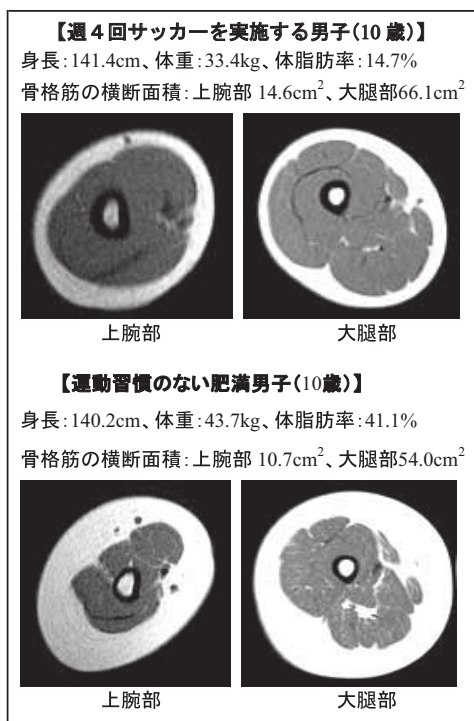 【週4回サッカーを実施する男子(10歳)】
身長:141.4cm、体重:33.4kg、体脂肪率:14.7%
骨格筋の横断面積:上腕部 14.6cm²、大腿部66.1cm²
上腕部 大腿部
【運動習慣のない肥満男子(10歳)】
身長:140.2cm、体重:43.7kg、体脂肪率:41.1%
骨格筋の横断面積:上腕部 10.7cm²、大腿部54.0cm²
上腕部 大腿部